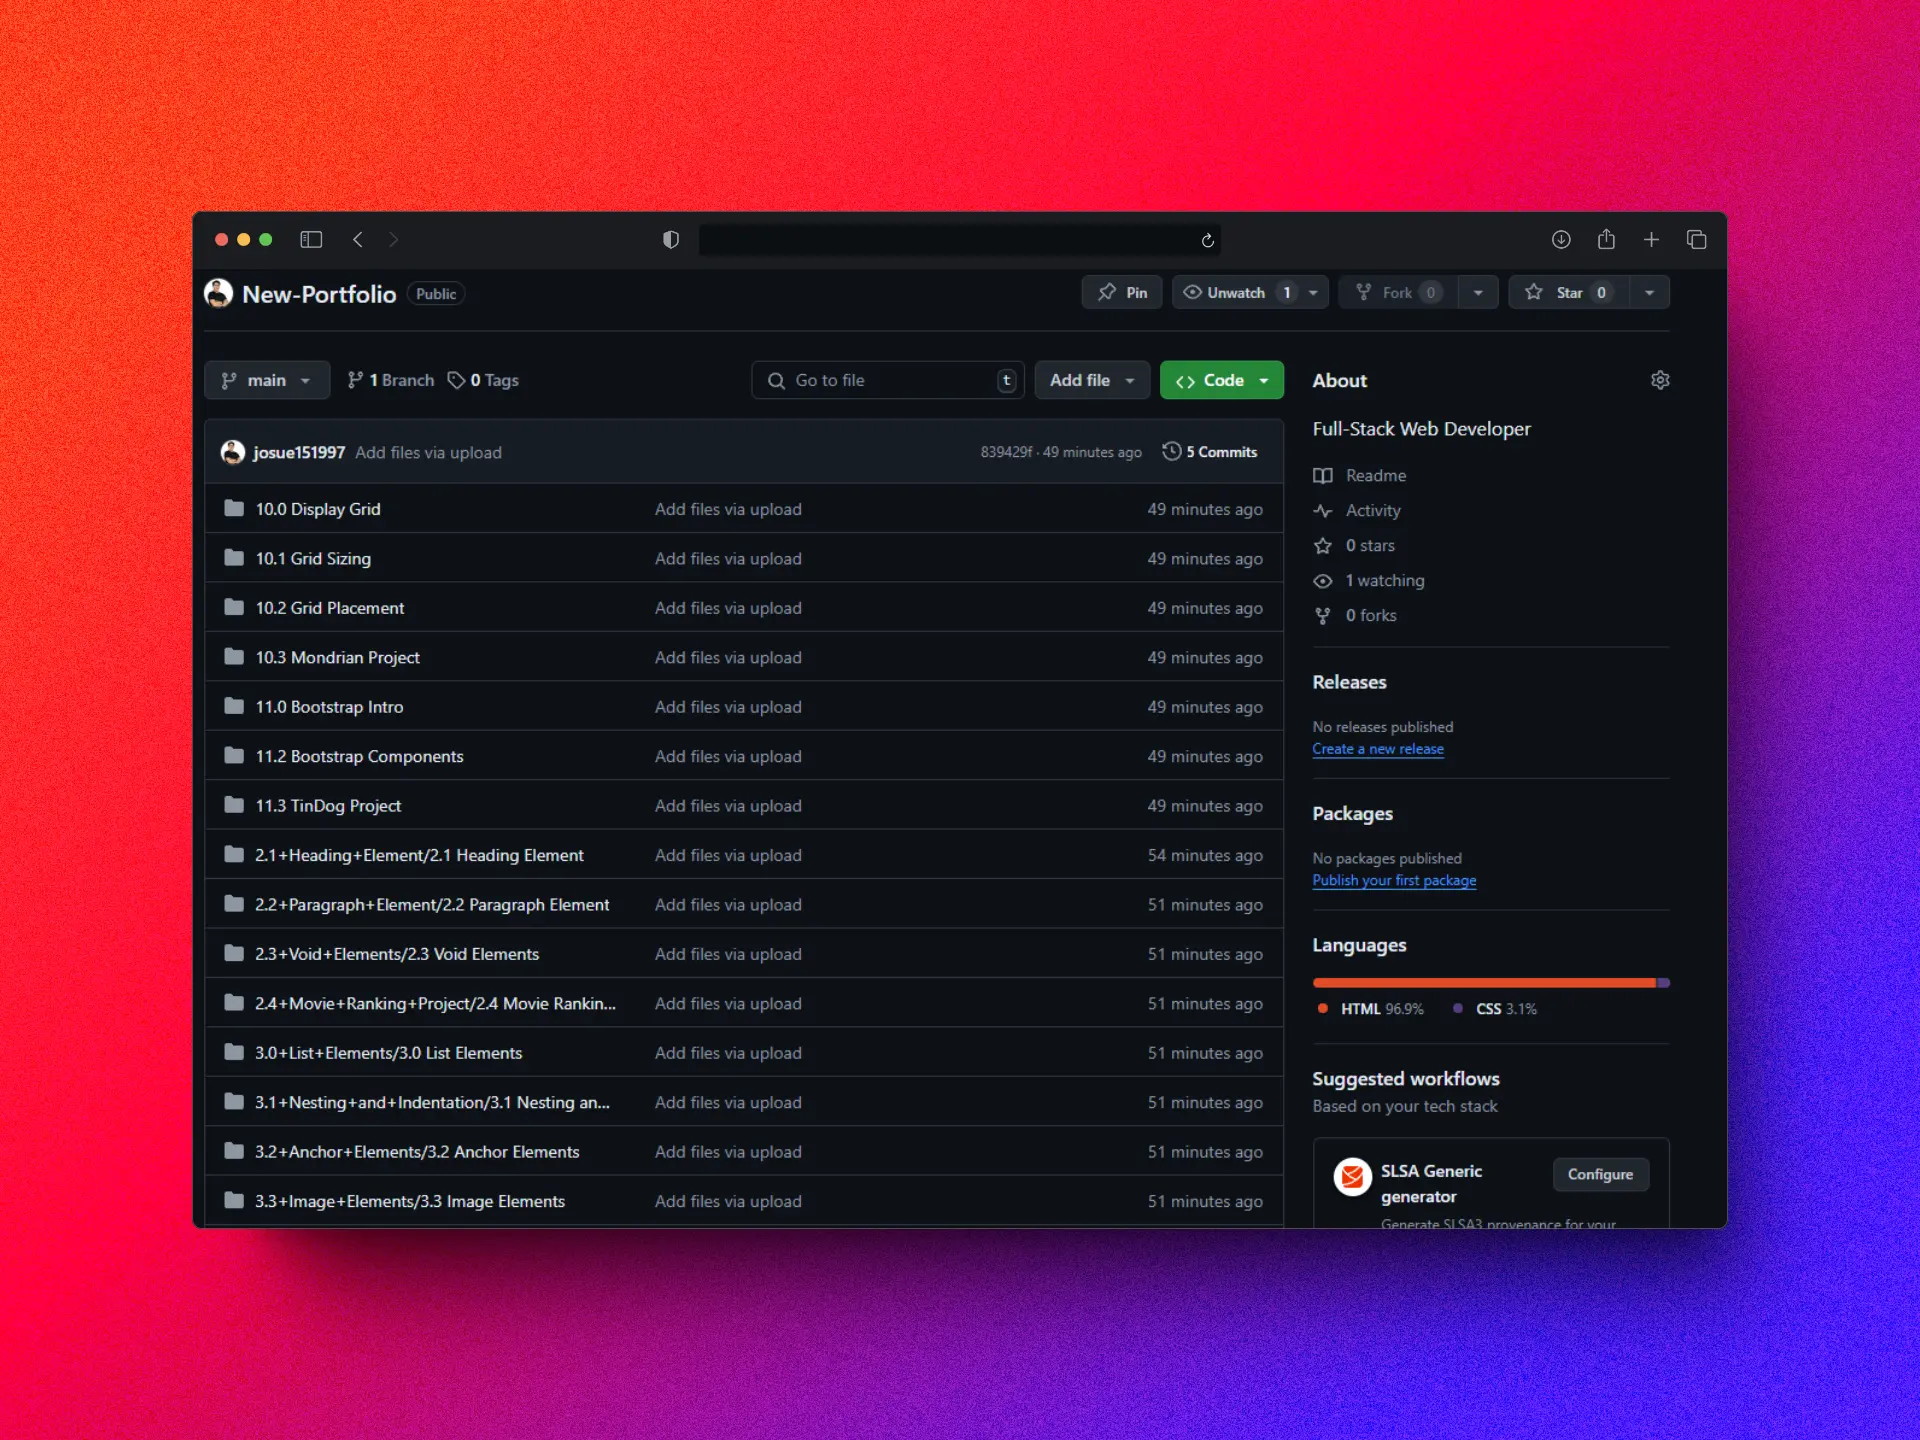 New-Portfolio Public Pin Unwatch 1 Fork 0 Star 0
main 1 Branch 0 Tags Go to file t Add file Code
josue151997 Add files via upload 839429f · 49 minutes ago 5 Commits
10.0 Display Grid Add files via upload 49 minutes ago
10.1 Grid Sizing Add files via upload 49 minutes ago
10.2 Grid Placement Add files via upload 49 minutes ago
10.3 Mondrian Project Add files via upload 49 minutes ago
11.0 Bootstrap Intro Add files via upload 49 minutes ago
11.2 Bootstrap Components Add files via upload 49 minutes ago
11.3 TinDog Project Add files via upload 49 minutes ago
2.1+Heading+Element/2.1 Heading Element Add files via upload 54 minutes ago
2.2+Paragraph+Element/2.2 Paragraph Element Add files via upload 51 minutes ago
2.3+Void+Elements/2.3 Void Elements Add files via upload 51 minutes ago
2.4+Movie+Ranking+Project/2.4 Movie Rankin... Add files via upload 51 minutes ago
3.0+List+Elements/3.0 List Elements Add files via upload 51 minutes ago
3.1+Nesting+and+Indentation/3.1 Nesting an... Add files via upload 51 minutes ago
3.2+Anchor+Elements/3.2 Anchor Elements Add files via upload 51 minutes ago
3.3+Image+Elements/3.3 Image Elements Add files via upload 51 minutes ago
About
Full-Stack Web Developer
Readme
Activity
0 stars
1 watching
0 forks
Releases
No releases published
Create a new release
Packages
No packages published
Publish your first package
Languages
HTML 96.9% CSS 3.1%
Suggested workflows
Based on your tech stack
SLSA Generic
generator
Configure
Generate SLSA3 provenance for your